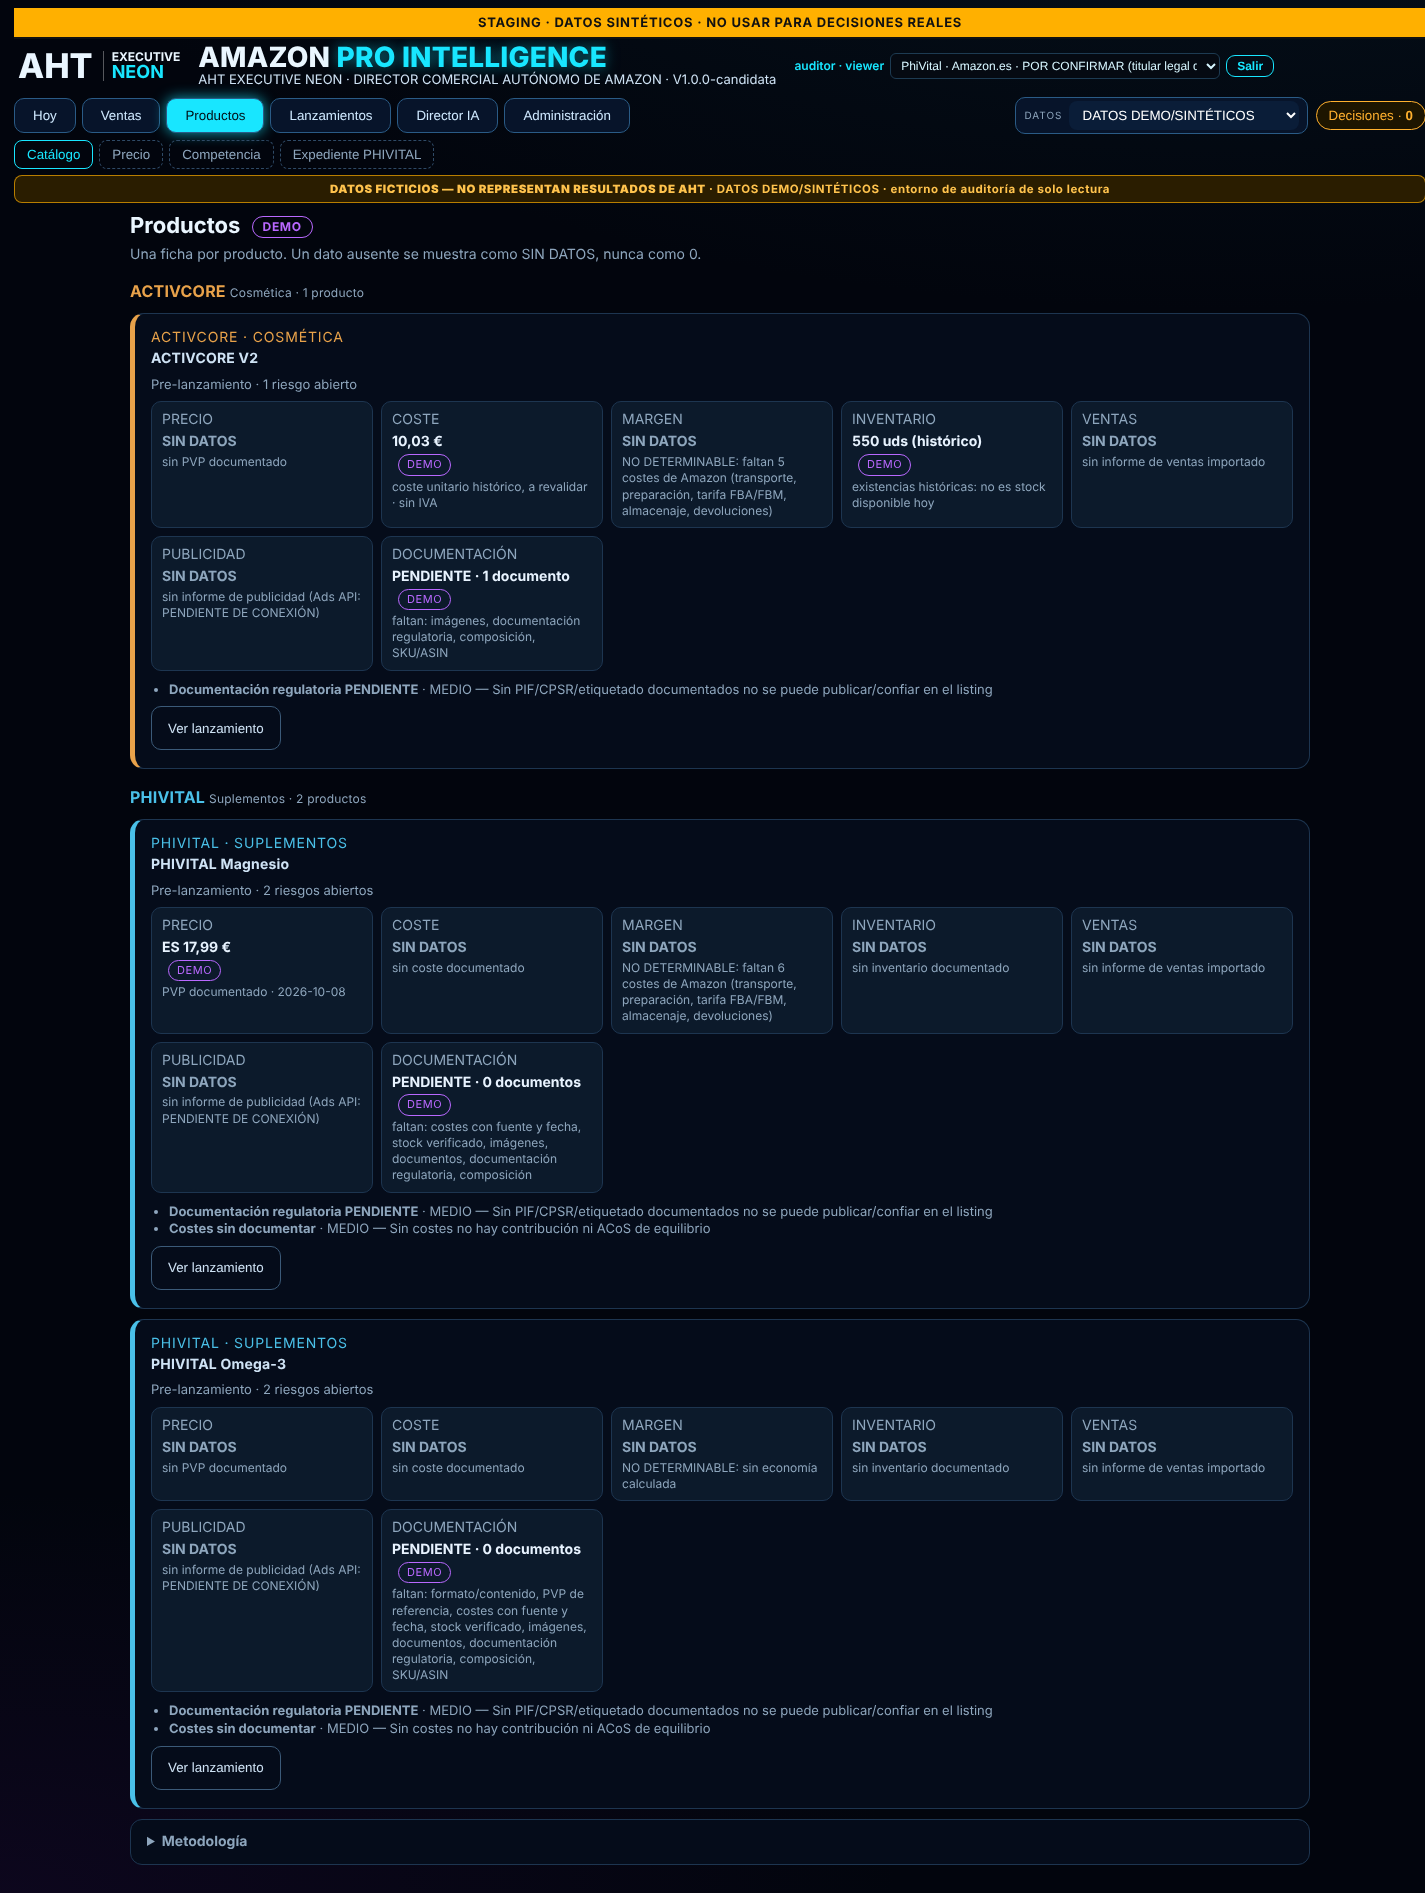 STAGING · DATOS SINTÉTICOS · NO USAR PARA DECISIONES REALES
AHT EXECUTIVE NEON
AMAZON PRO INTELLIGENCE
AHT EXECUTIVE NEON · DIRECTOR COMERCIAL AUTÓNOMO DE AMAZON · V1.0.0-candidata
auditor · viewer
PhiVital · Amazon.es · POR CONFIRMAR (titular legal
Salir
Hoy
Ventas
Productos
Lanzamientos
Director IA
Administración
DATOS
DATOS DEMO/SINTÉTICOS
Decisiones · 0
Catálogo
Precio
Competencia
Expediente PHIVITAL
DATOS FICTICIOS — NO REPRESENTAN RESULTADOS DE AHT · DATOS DEMO/SINTÉTICOS · entorno de auditoría de solo lectura
Productos DEMO
Una ficha por producto. Un dato ausente se muestra como SIN DATOS, nunca como 0.
ACTIVCORE Cosmética · 1 producto
ACTIVCORE · COSMÉTICA
ACTIVCORE V2
Pre-lanzamiento · 1 riesgo abierto
PRECIO
SIN DATOS
sin PVP documentado
COSTE
10,03 €
DEMO
coste unitario histórico, a revalidar
· sin IVA
MARGEN
SIN DATOS
NO DETERMINABLE: faltan 5
costes de Amazon (transporte,
preparación, tarifa FBA/FBM,
almacenaje, devoluciones)
INVENTARIO
550 uds (histórico)
DEMO
existencias históricas: no es stock
disponible hoy
VENTAS
SIN DATOS
sin informe de ventas importado
PUBLICIDAD
SIN DATOS
sin informe de publicidad (Ads API:
PENDIENTE DE CONEXIÓN)
DOCUMENTACIÓN
PENDIENTE · 1 documento
DEMO
faltan: imágenes, documentación
regulatoria, composición,
SKU/ASIN
• Documentación regulatoria PENDIENTE · MEDIO — Sin PIF/CPSR/etiquetado documentados no se puede publicar/confiar en el listing
Ver lanzamiento
PHIVITAL Suplementos · 2 productos
PHIVITAL · SUPLEMENTOS
PHIVITAL Magnesio
Pre-lanzamiento · 2 riesgos abiertos
PRECIO
ES 17,99 €
DEMO
PVP documentado · 2026-10-08
COSTE
SIN DATOS
sin coste documentado
MARGEN
SIN DATOS
NO DETERMINABLE: faltan 6
costes de Amazon (transporte,
preparación, tarifa FBA/FBM,
almacenaje, devoluciones)
INVENTARIO
SIN DATOS
sin inventario documentado
VENTAS
SIN DATOS
sin informe de ventas importado
PUBLICIDAD
SIN DATOS
sin informe de publicidad (Ads API:
PENDIENTE DE CONEXIÓN)
DOCUMENTACIÓN
PENDIENTE · 0 documentos
DEMO
faltan: costes con fuente y fecha,
stock verificado, imágenes,
documentos, documentación
regulatoria, composición
• Documentación regulatoria PENDIENTE · MEDIO — Sin PIF/CPSR/etiquetado documentados no se puede publicar/confiar en el listing
• Costes sin documentar · MEDIO — Sin costes no hay contribución ni ACoS de equilibrio
Ver lanzamiento
PHIVITAL · SUPLEMENTOS
PHIVITAL Omega-3
Pre-lanzamiento · 2 riesgos abiertos
PRECIO
SIN DATOS
sin PVP documentado
COSTE
SIN DATOS
sin coste documentado
MARGEN
SIN DATOS
NO DETERMINABLE: sin economía
calculada
INVENTARIO
SIN DATOS
sin inventario documentado
VENTAS
SIN DATOS
sin informe de ventas importado
PUBLICIDAD
SIN DATOS
sin informe de publicidad (Ads API:
PENDIENTE DE CONEXIÓN)
DOCUMENTACIÓN
PENDIENTE · 0 documentos
DEMO
faltan: formato/contenido, PVP de
referencia, costes con fuente y
fecha, stock verificado, imágenes,
documentos, documentación
regulatoria, composición,
SKU/ASIN
• Documentación regulatoria PENDIENTE · MEDIO — Sin PIF/CPSR/etiquetado documentados no se puede publicar/confiar en el listing
• Costes sin documentar · MEDIO — Sin costes no hay contribución ni ACoS de equilibrio
Ver lanzamiento
Metodología